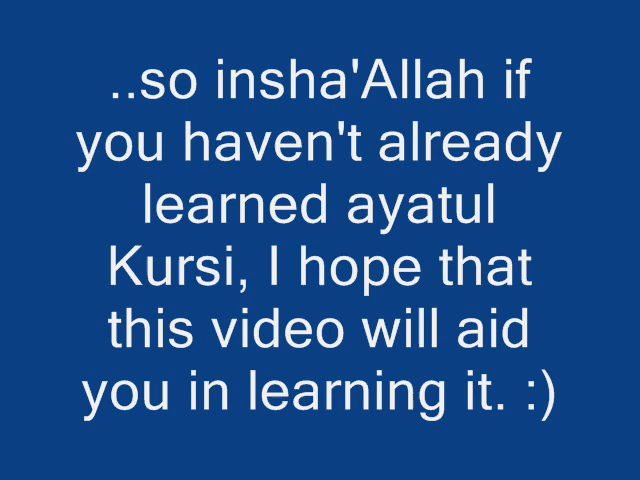 ..so insha'Allah if
you haven't already
learned ayatul
Kursi, I hope that
this video will aid
you in learning it. :)